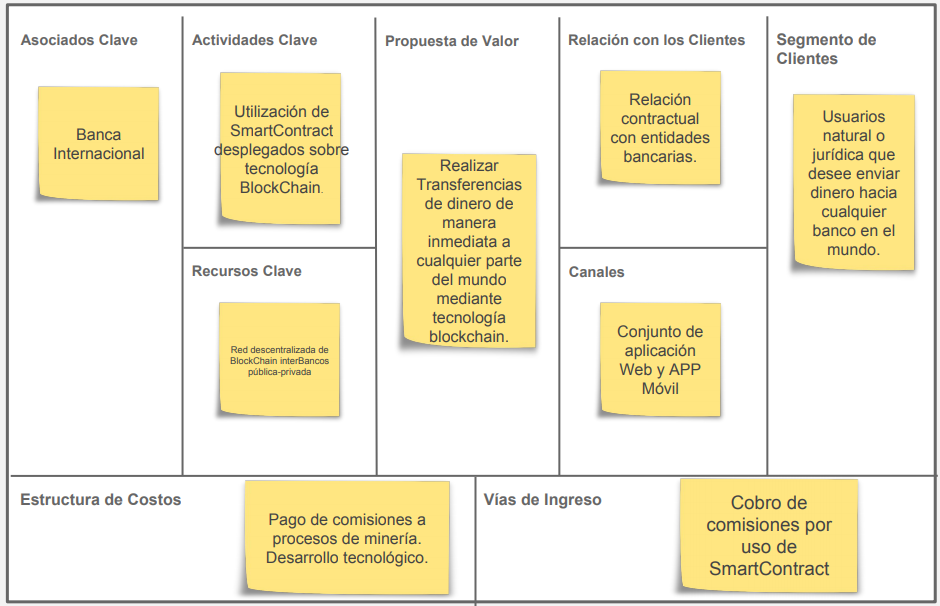 Asociados Clave
Banca
Internacional
Actividades Clave
Utilización de
SmartContract
desplegados sobre
tecnología
BlockChain.
Recursos Clave
Red descentralizada de
BlockChain interBancos
pública-privada
Propuesta de Valor
Realizar
Transferencias
de dinero de
manera
inmediata a
cualquier parte
del mundo
mediante
tecnología
blockchain.
Relación con los Clientes
Relación
contractual
con entidades
bancarias.
Canales
Conjunto de
aplicación
Web y APP
Móvil
Segmento de
Clientes
Usuarios
natural o
jurídica que
desee enviar
dinero hacia
cualquier
banco en el
mundo.
Estructura de Costos
Pago de comisiones a
procesos de minería.
Desarrollo tecnológico.
Vías de Ingreso
Cobro de
comisiones por
uso de
SmartContract